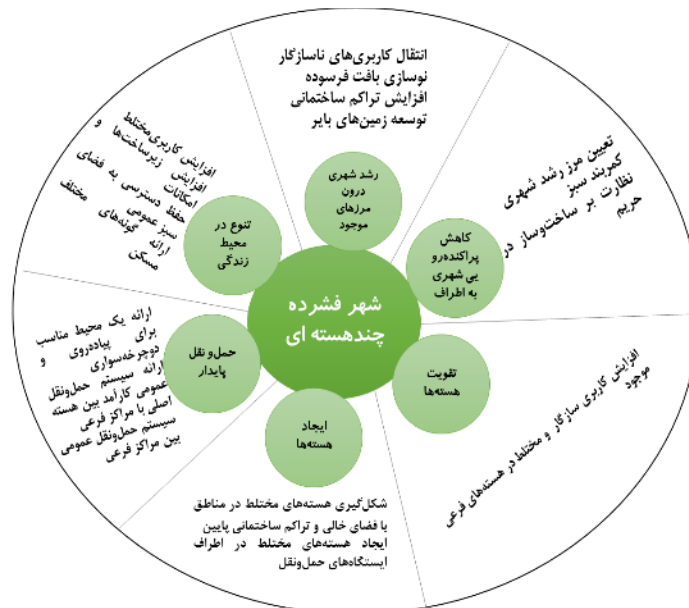 انتقال کاربری‌های ناسازگار
نوسازی بافت فرسوده
افزایش تراکم ساختمانی
توسعه زمین‌های بایر
رشد شهری
درون
مرزهای
موجود
تعیین مرز رشد شهری
کمربند سبز
نظارت بر ساخت‌وساز در
حریم
کاهش
پراکنده‌رو
یی شهری
به اطراف
افزایش کاربری سازگار و مختلط در هسته‌های فرعی
موجود
تقویت
هسته‌ها
شکل‌گیری هسته‌های مختلط در مناطق
با فضای خالی و تراکم ساختمانی پایین
ایجاد هسته‌های مختلط در اطراف
ایستگاه‌های حمل‌ونقل
ایجاد
هسته‌ها
ارائه یک محیط مناسب
برای پیاده‌روی و
دوچرخه‌سواری
ارائه سیستم حمل‌ونقل
عمومی کارآمد بین هسته
اصلی با مراکز فرعی
سیستم حمل‌ونقل عمومی
بین مراکز فرعی
حمل‌و نقل
پایدار
افزایش کاربری‌مختلط
افزایش زیرساخت‌ها و
امکانات
حفظ دسترسی به فضای
سبز عمومی
ارائه گونه‌های مختلف
مسکن
تنوع در
محیط
زندگی
شهر فشرده
چندهسته ای